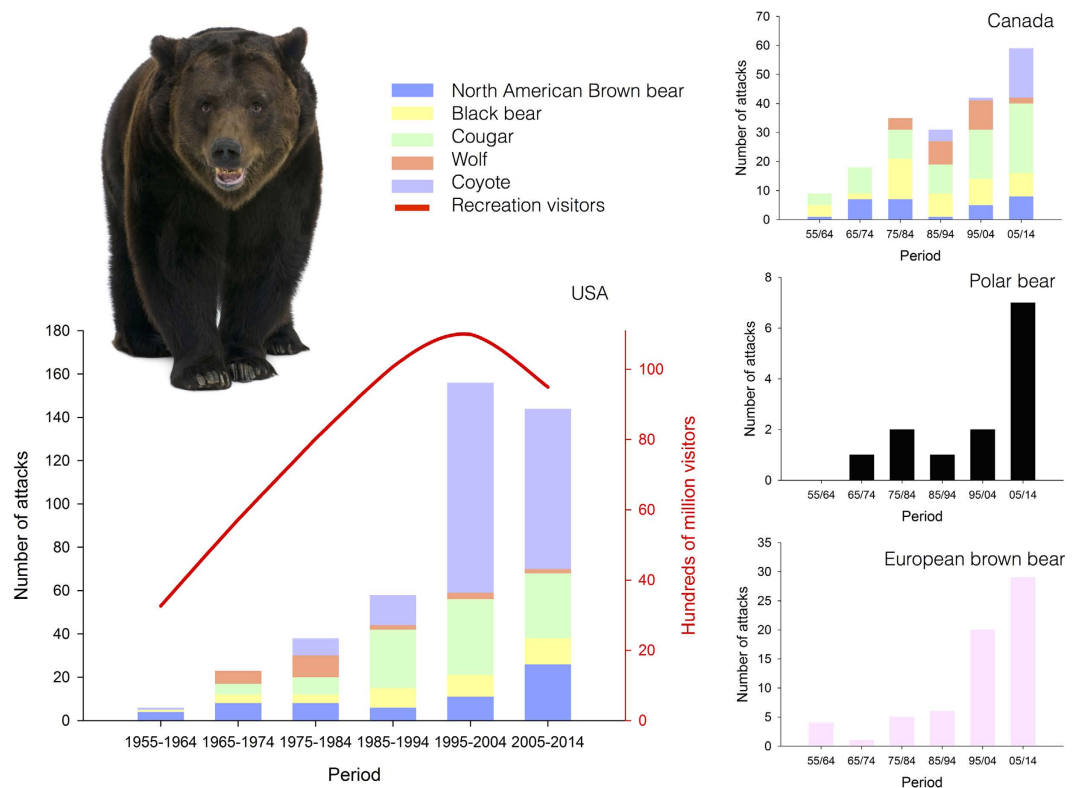 North American Brown bear
Black bear
Cougar
Wolf
Coyote
Recreation visitors
USA
180
160
140
120
100
80
60
40
20
0
Number of attacks
1955-1964 1965-1974 1975-1984 1985-1994 1995-2004 2005-2014
Period
100
80
60
40
20
0
Hundreds of million visitors
Canada
70
60
50
40
30
20
10
0
Number of attacks
55/64 65/74 75/84 85/94 95/04 05/14
Period
Polar bear
8
6
4
2
0
Number of attacks
55/64 65/74 75/84 85/94 95/04 05/14
Period
European brown bear
35
30
25
20
15
10
5
0
Number of attacks
55/64 65/74 75/84 85/94 95/04 05/14
Period